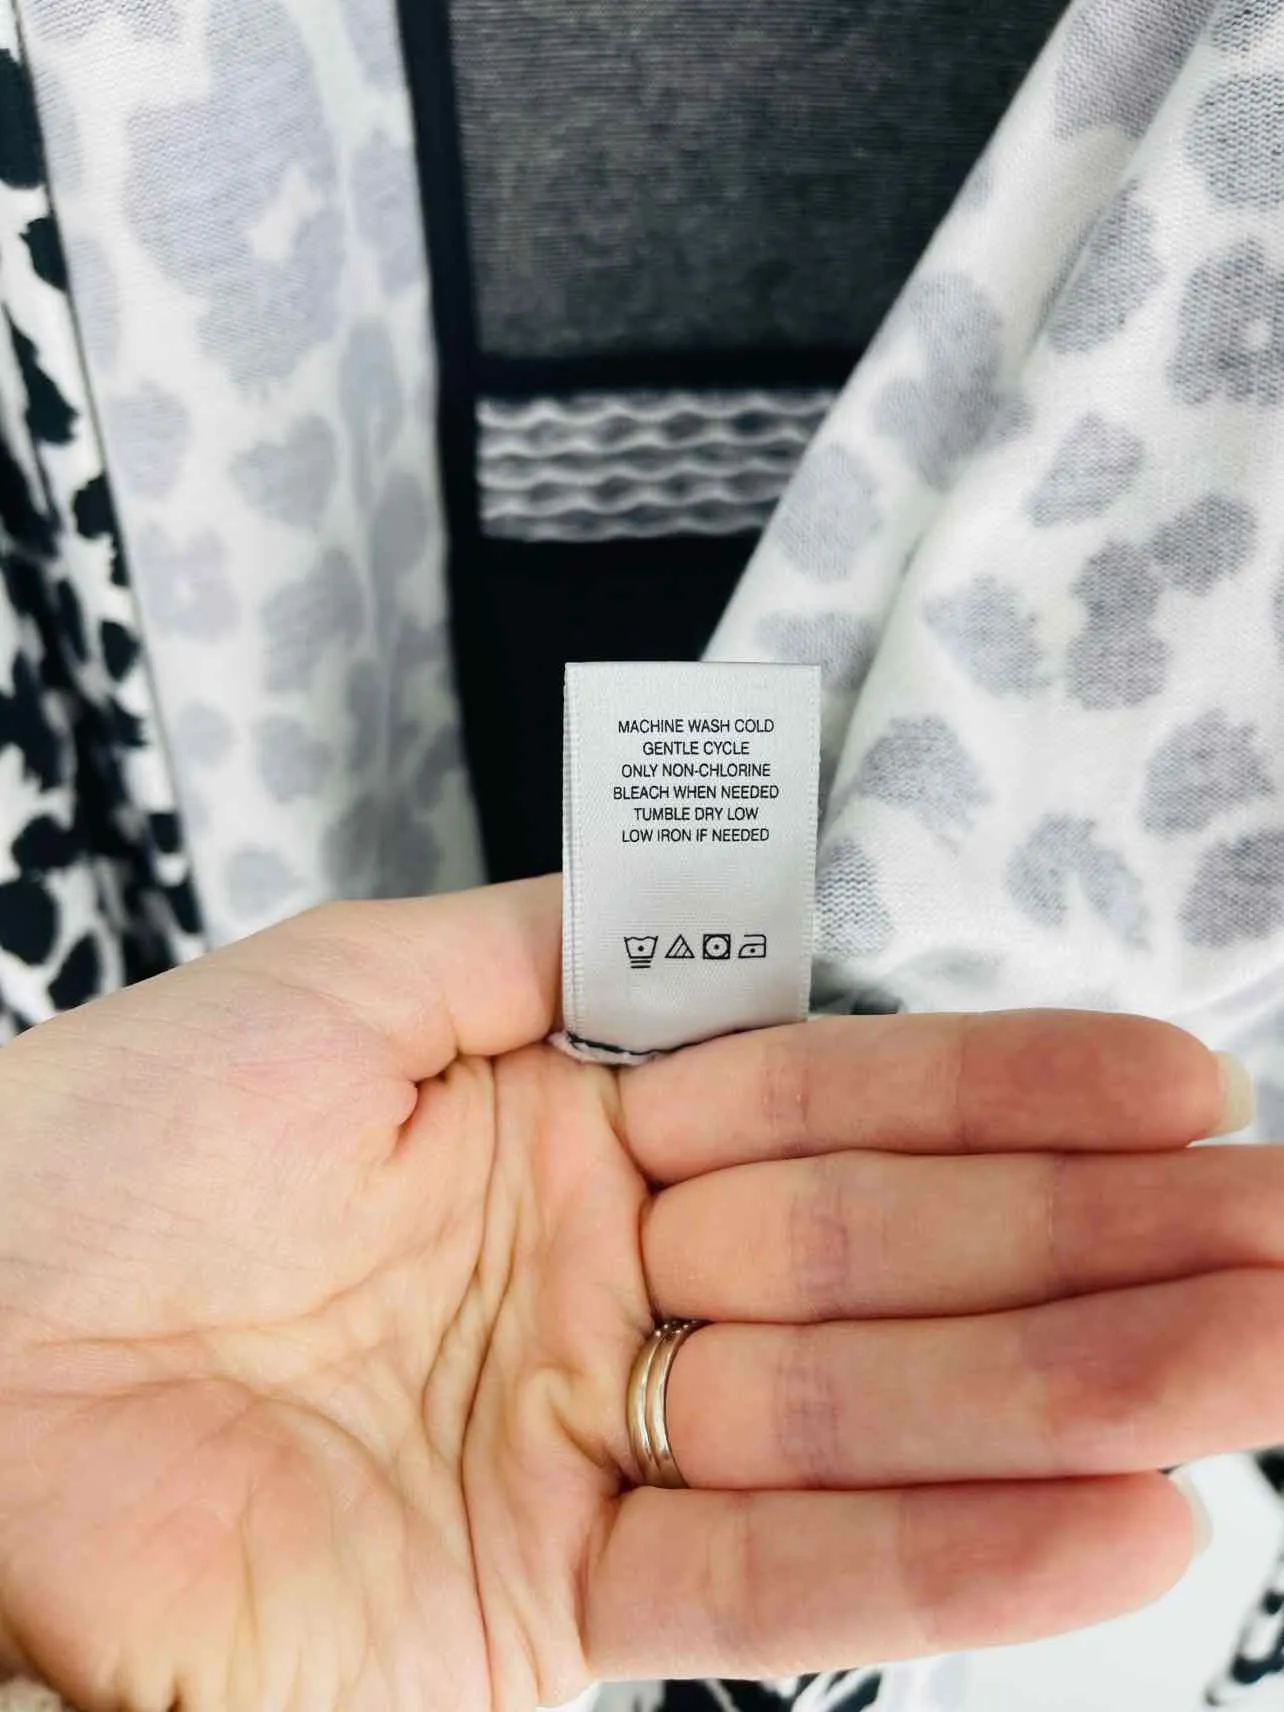 MACHINE WASH COLD
GENTLE CYCLE
ONLY NON-CHLORINE
BLEACH WHEN NEEDED
TUMBLE DRY LOW
LOW IRON IF NEEDED